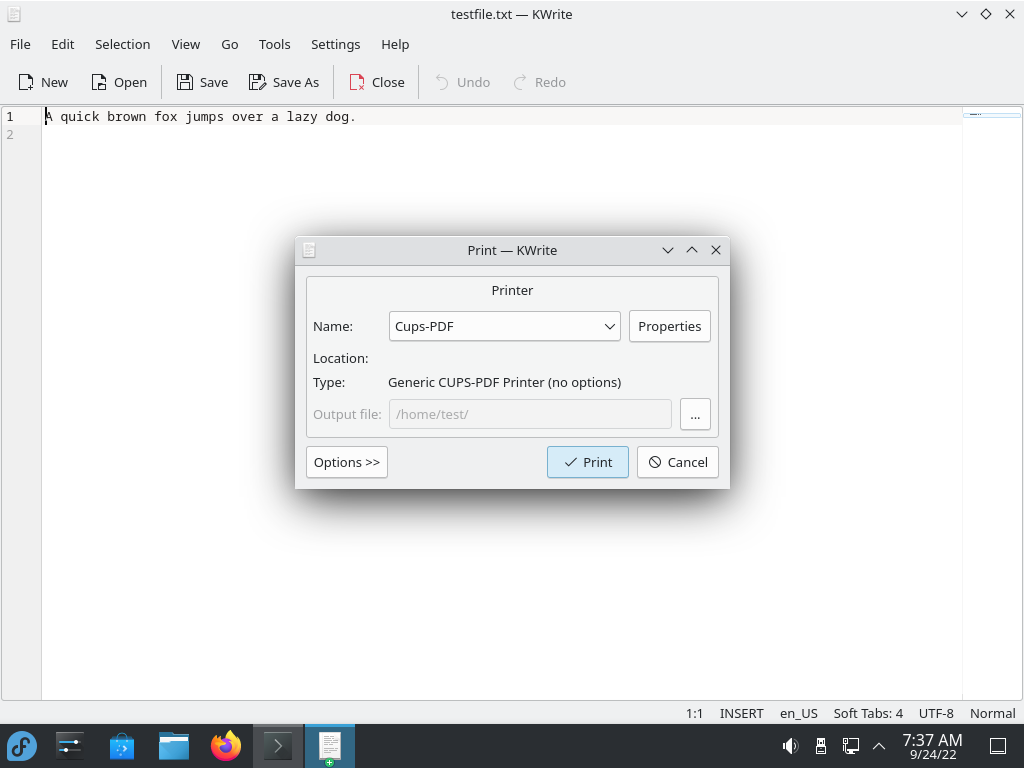 testfile.txt — KWrite
File Edit Selection View Go Tools Settings Help
New Open Save Save As Close Undo Redo
1 A quick brown fox jumps over a lazy dog.
2
Print — KWrite
Printer
Name: Cups-PDF Properties
Location:
Type: Generic CUPS-PDF Printer (no options)
Output file: /home/test/ ...
Options >> Print Cancel
1:1 INSERT en_US Soft Tabs: 4 UTF-8 Normal
7:37 AM
9/24/22